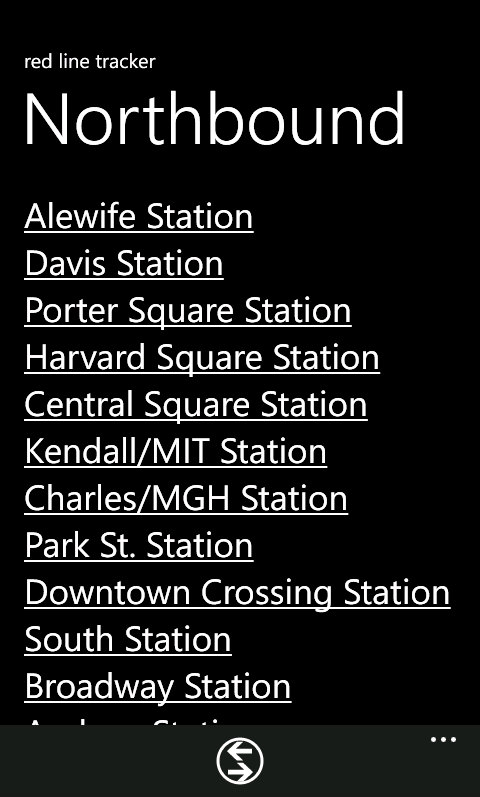 red line tracker
Northbound
Alewife Station
Davis Station
Porter Square Station
Harvard Square Station
Central Square Station
Kendall/MIT Station
Charles/MGH Station
Park St. Station
Downtown Crossing Station
South Station
Broadway Station